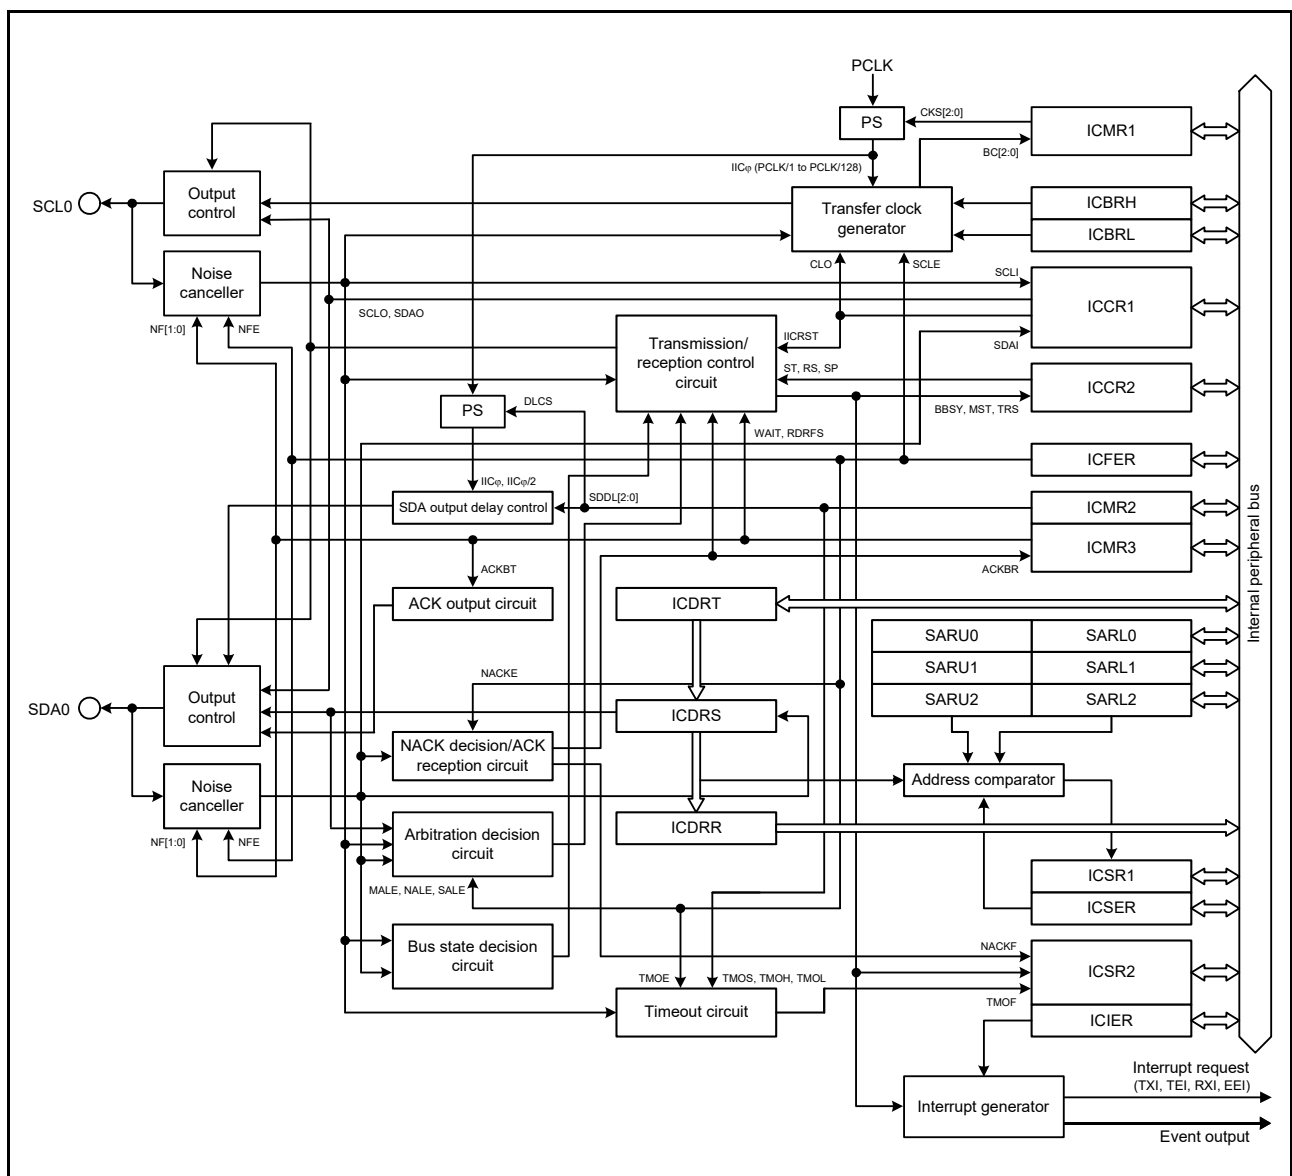 PCLK
PS
CKS[2:0]
ICMR1
BC[2:0]
IICφ (PCLK/1 to PCLK/128)
SCL0
Output
control
Transfer clock
generator
ICBRH
ICBRL
Noise
canceller
CLO
SCLE
SCLI
ICCR1
SCLO, SDAO
NF[1:0]
NFE
Transmission/
reception control
circuit
IICRST
SDAI
ST, RS, SP
ICCR2
BBSY, MST, TRS
PS
DLCS
WAIT, RDRFS
ICFER
IICφ, IICφ/2
SDDL[2:0]
SDA output delay control
ICMR2
ICMR3
ACKBT
ACKBR
ACK output circuit
ICDRT
Internal peripheral bus
SARU0
SARL0
SARU1
SARL1
SARU2
SARL2
NACKE
SDA0
Output
control
ICDRS
NACK decision/ACK
reception circuit
Noise
canceller
Address comparator
NF[1:0]
NFE
Arbitration decision
circuit
ICDRR
MALE, NALE, SALE
ICSR1
ICSER
Bus state decision
circuit
NACKF
ICSR2
TMOE
TMOS, TMOH, TMOL
TMOF
Timeout circuit
ICIER
Interrupt request
(TXI, TEI, RXI, EEI)
Interrupt generator
Event output